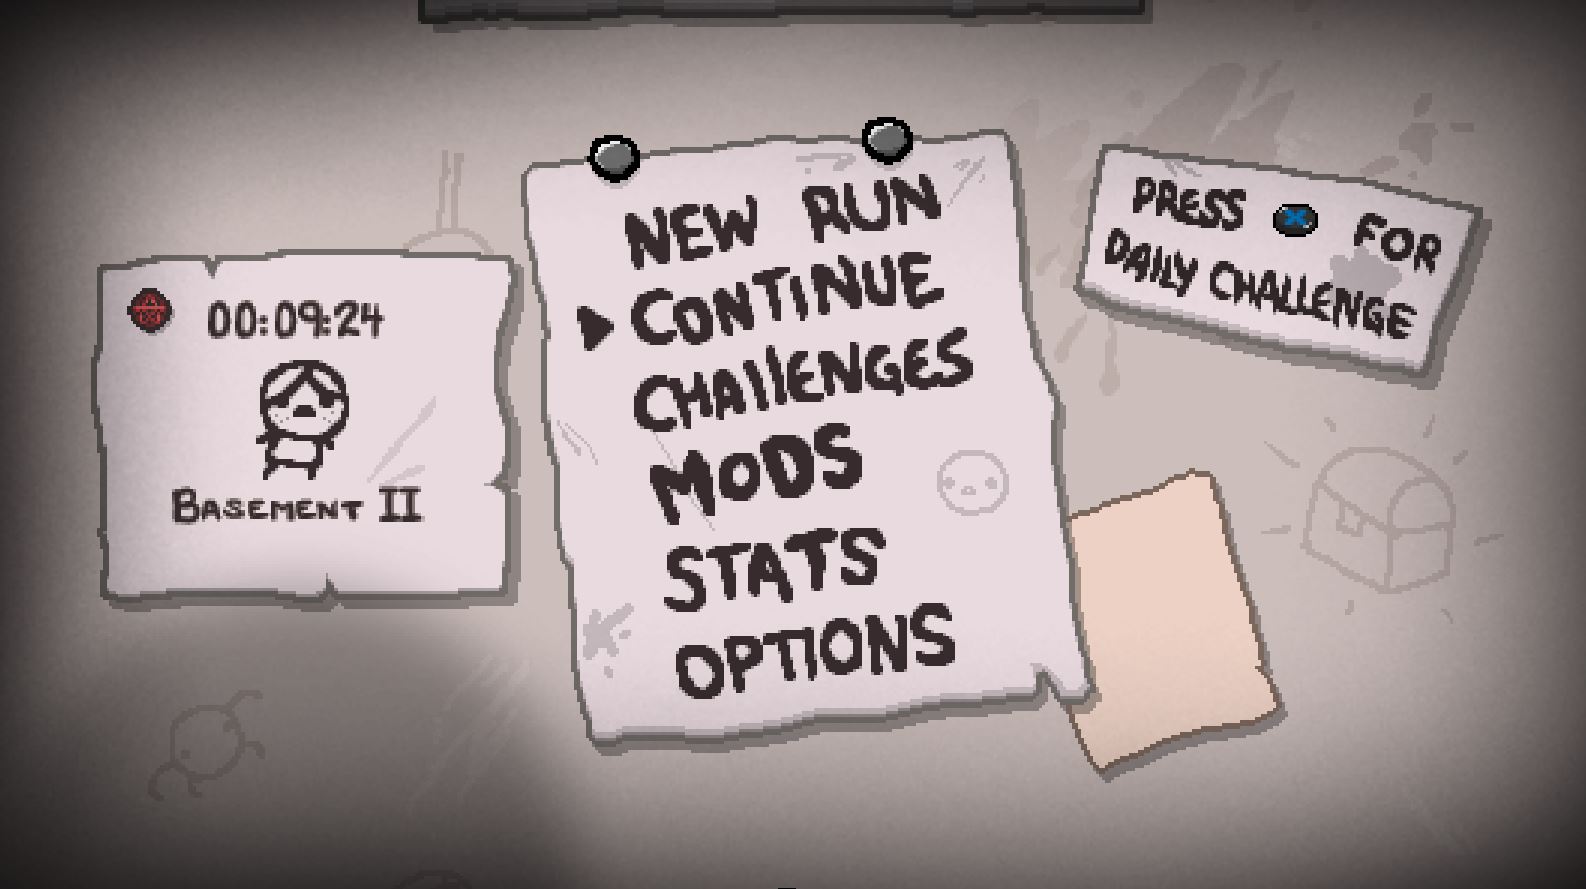 00:09:24
BASEMENT II
NEW RUN
CONTINUE
CHAllENGES
MODS
STATS
OPTIONS
PRESS X FOR
DAILY CHALLENGE